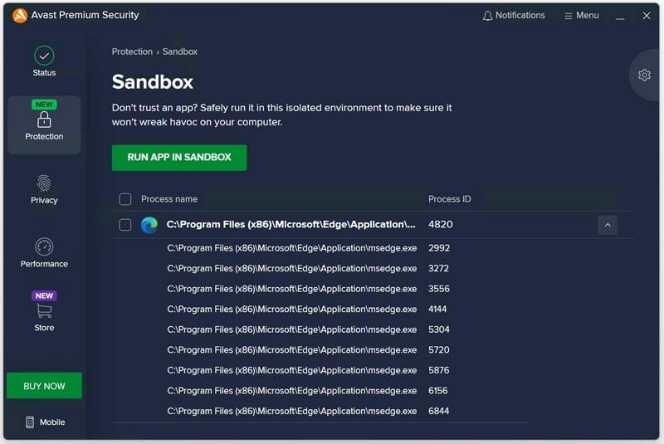 Avast Premium Security
Notifications
Menu
Status
NEW
Protection
Privacy
Performance
NEW
Store
BUY NOW
Mobile
Protection › Sandbox
Sandbox
Don't trust an app? Safely run it in this isolated environment to make sure it
won't wreak havoc on your computer.
RUN APP IN SANDBOX
Process name Process ID
C:\Program Files (x86)\Microsoft\Edge\Application\... 4820
C:\Program Files (x86)\Microsoft\Edge\Application\msedge.exe 2992
C:\Program Files (x86)\Microsoft\Edge\Application\msedge.exe 3272
C:\Program Files (x86)\Microsoft\Edge\Application\msedge.exe 3556
C:\Program Files (x86)\Microsoft\Edge\Application\msedge.exe 4144
C:\Program Files (x86)\Microsoft\Edge\Application\msedge.exe 5304
C:\Program Files (x86)\Microsoft\Edge\Application\msedge.exe 5720
C:\Program Files (x86)\Microsoft\Edge\Application\msedge.exe 5876
C:\Program Files (x86)\Microsoft\Edge\Application\msedge.exe 6156
C:\Program Files (x86)\Microsoft\Edge\Application\msedge.exe 6844